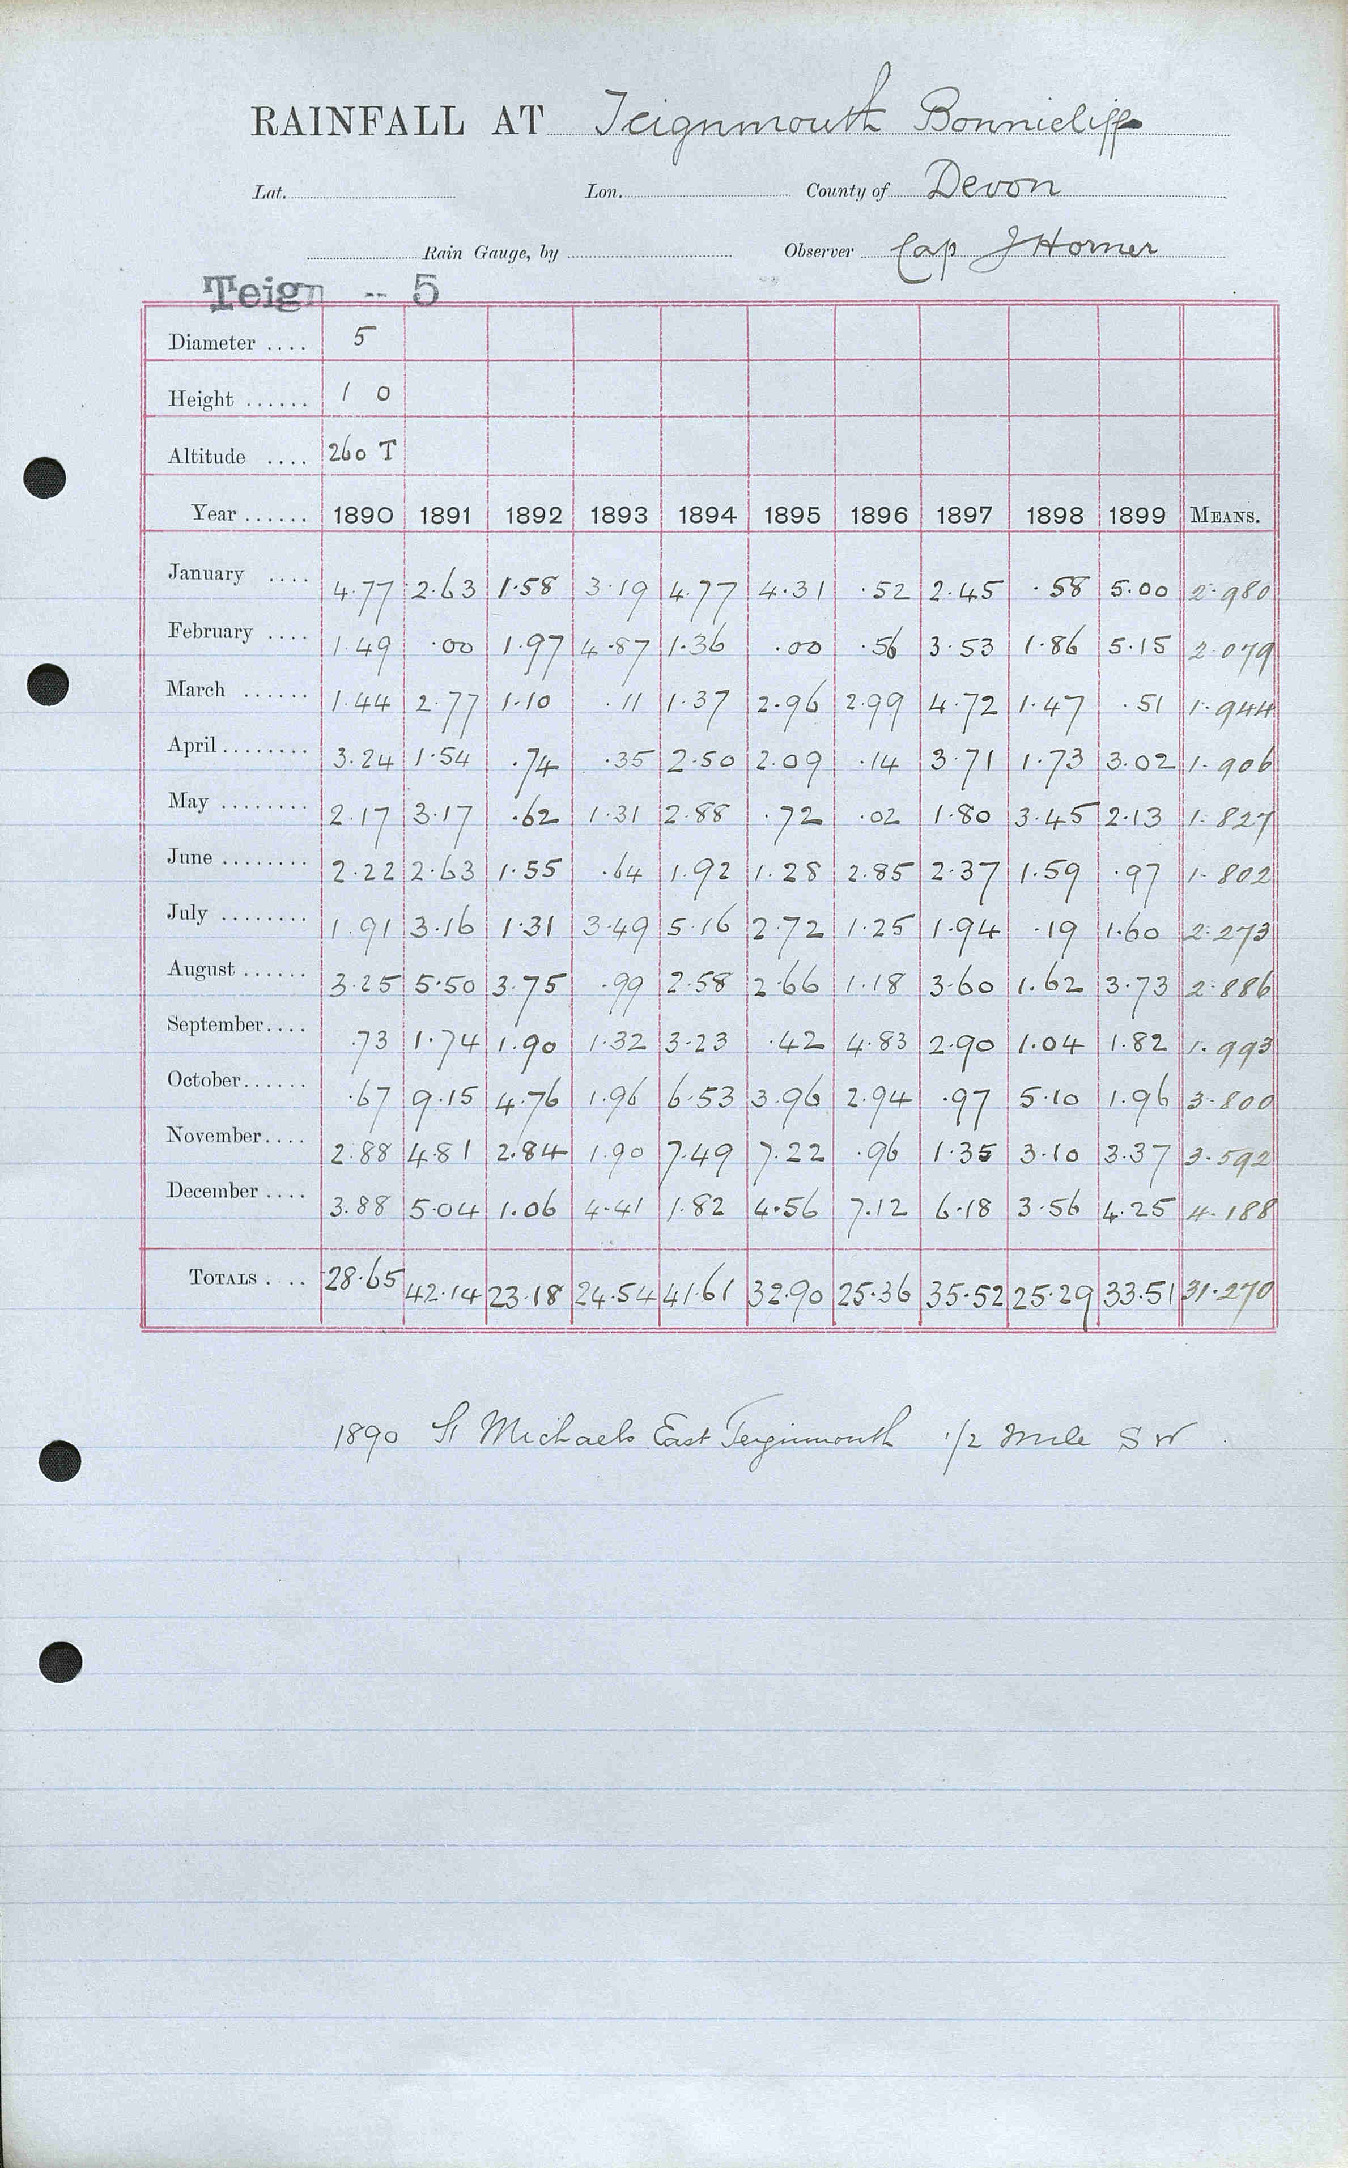 RAINFALL AT Teignmouth Bonnicliff
Lat. Lon. County of Devon
Rain Gauge, by Observer Cap J Horner
Teign -- 5
Diameter .... 5
Height ...... 1 0
Altitude .... 260 T
Year ...... 1890 1891 1892 1893 1894 1895 1896 1897 1898 1899 MEANS.
January .... 4.77 2.63 1.58 3.19 4.77 4.31 .52 2.45 .58 5.00 2.980
February .... 1.49 .00 1.97 4.87 1.36 .00 .56 3.53 1.86 5.15 2.079
March ...... 1.44 2.77 1.10 .11 1.37 2.96 2.99 4.72 1.47 .51 1.944
April ........ 3.24 1.54 .74 .35 2.50 2.09 .14 3.71 1.73 3.02 1.906
May ........ 2.17 3.17 .62 1.31 2.88 .72 .02 1.80 3.45 2.13 1.827
June ........ 2.22 2.63 1.55 .64 1.92 1.28 2.85 2.37 1.59 .97 1.802
July ........ 1.91 3.16 1.31 3.49 5.16 2.72 1.25 1.94 .19 1.60 2.273
August ...... 3.25 5.50 3.75 .99 2.58 2.66 1.18 3.60 1.62 3.73 2.886
September .... .73 1.74 1.90 1.32 3.23 .42 4.83 2.90 1.04 1.82 1.993
October ...... .67 9.15 4.76 1.96 6.53 3.96 2.94 .97 5.10 1.96 3.800
November .... 2.88 4.81 2.84 1.90 7.49 7.22 .96 1.35 3.10 3.37 3.592
December .... 3.88 5.04 1.06 4.41 1.82 4.56 7.12 6.18 3.56 4.25 4.188
TOTALS .... 28.65 42.14 23.18 24.54 41.61 32.90 25.36 35.52 25.29 33.51 31.270
1890 St Michaels East Teignmouth 1/2 mile S W